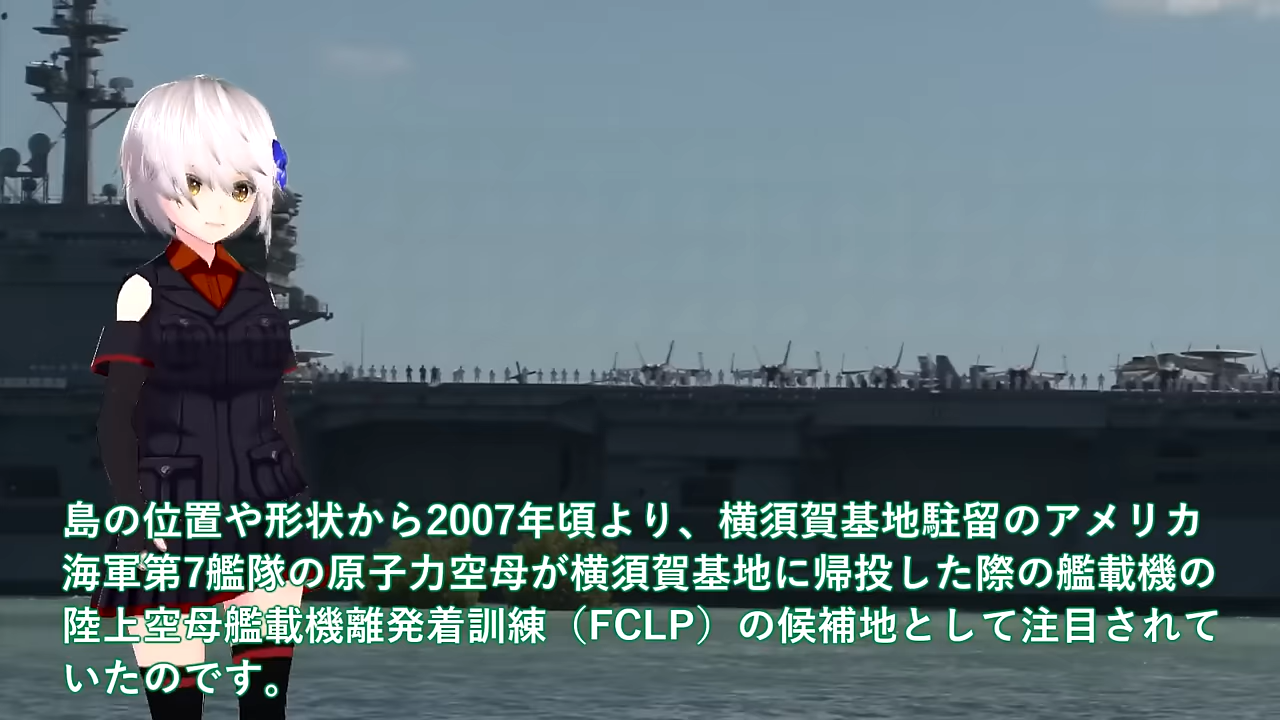 島の位置や形状から2007年頃より、横須賀基地駐留のアメリカ
海軍第7艦隊の原子力空母が横須賀基地に帰投した際の艦載機の
陸上空母艦載機離発着訓練（FCLP）の候補地として注目されて
いたのです。